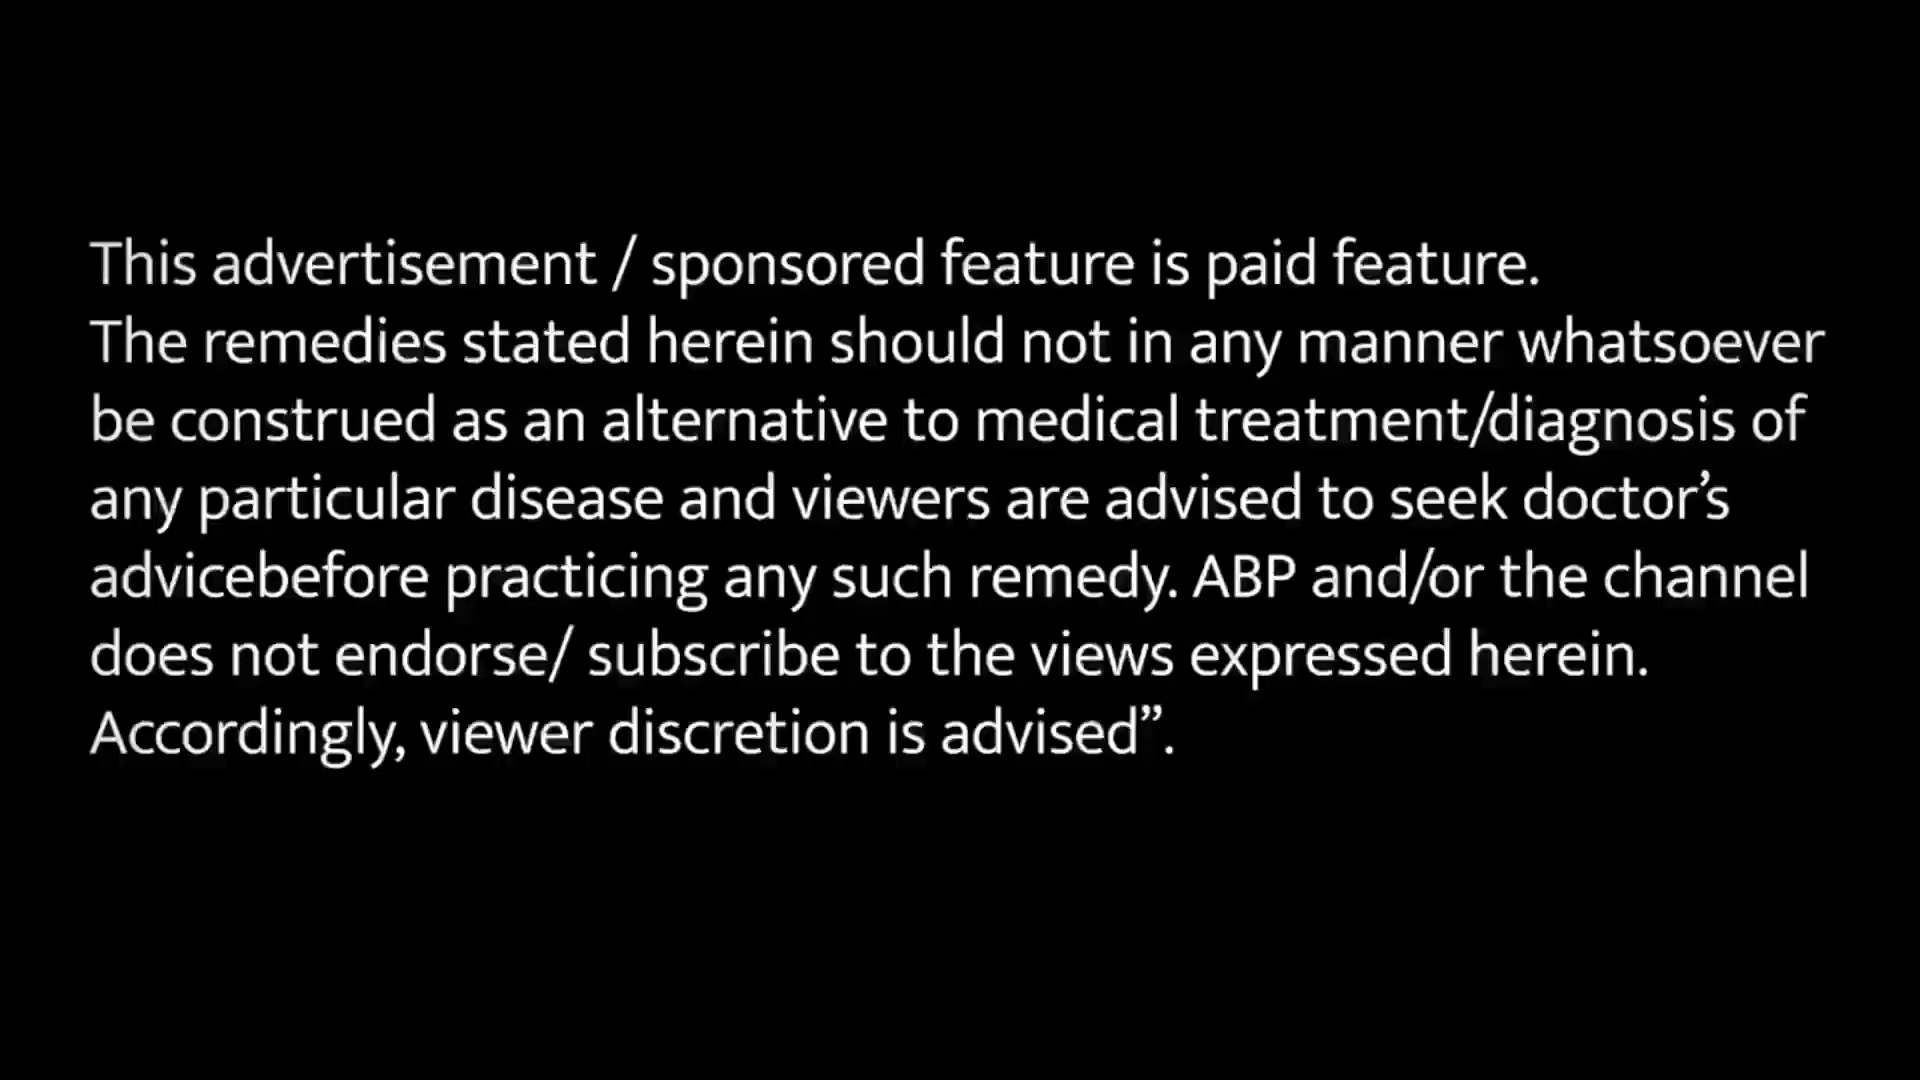 This advertisement / sponsored feature is paid feature.
The remedies stated herein should not in any manner whatsoever
be construed as an alternative to medical treatment/diagnosis of
any particular disease and viewers are advised to seek doctor’s
advicebefore practicing any such remedy. ABP and/or the channel
does not endorse/ subscribe to the views expressed herein.
Accordingly, viewer discretion is advised”.